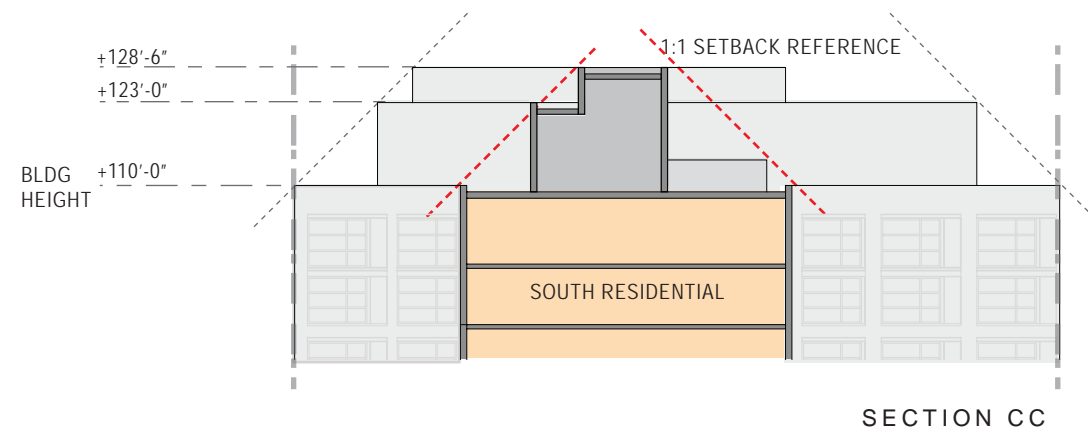 1:1 SETBACK REFERENCE
+128'-6"
+123'-0"
BLDG
HEIGHT
+110'-0"
SOUTH RESIDENTIAL
SECTION CC